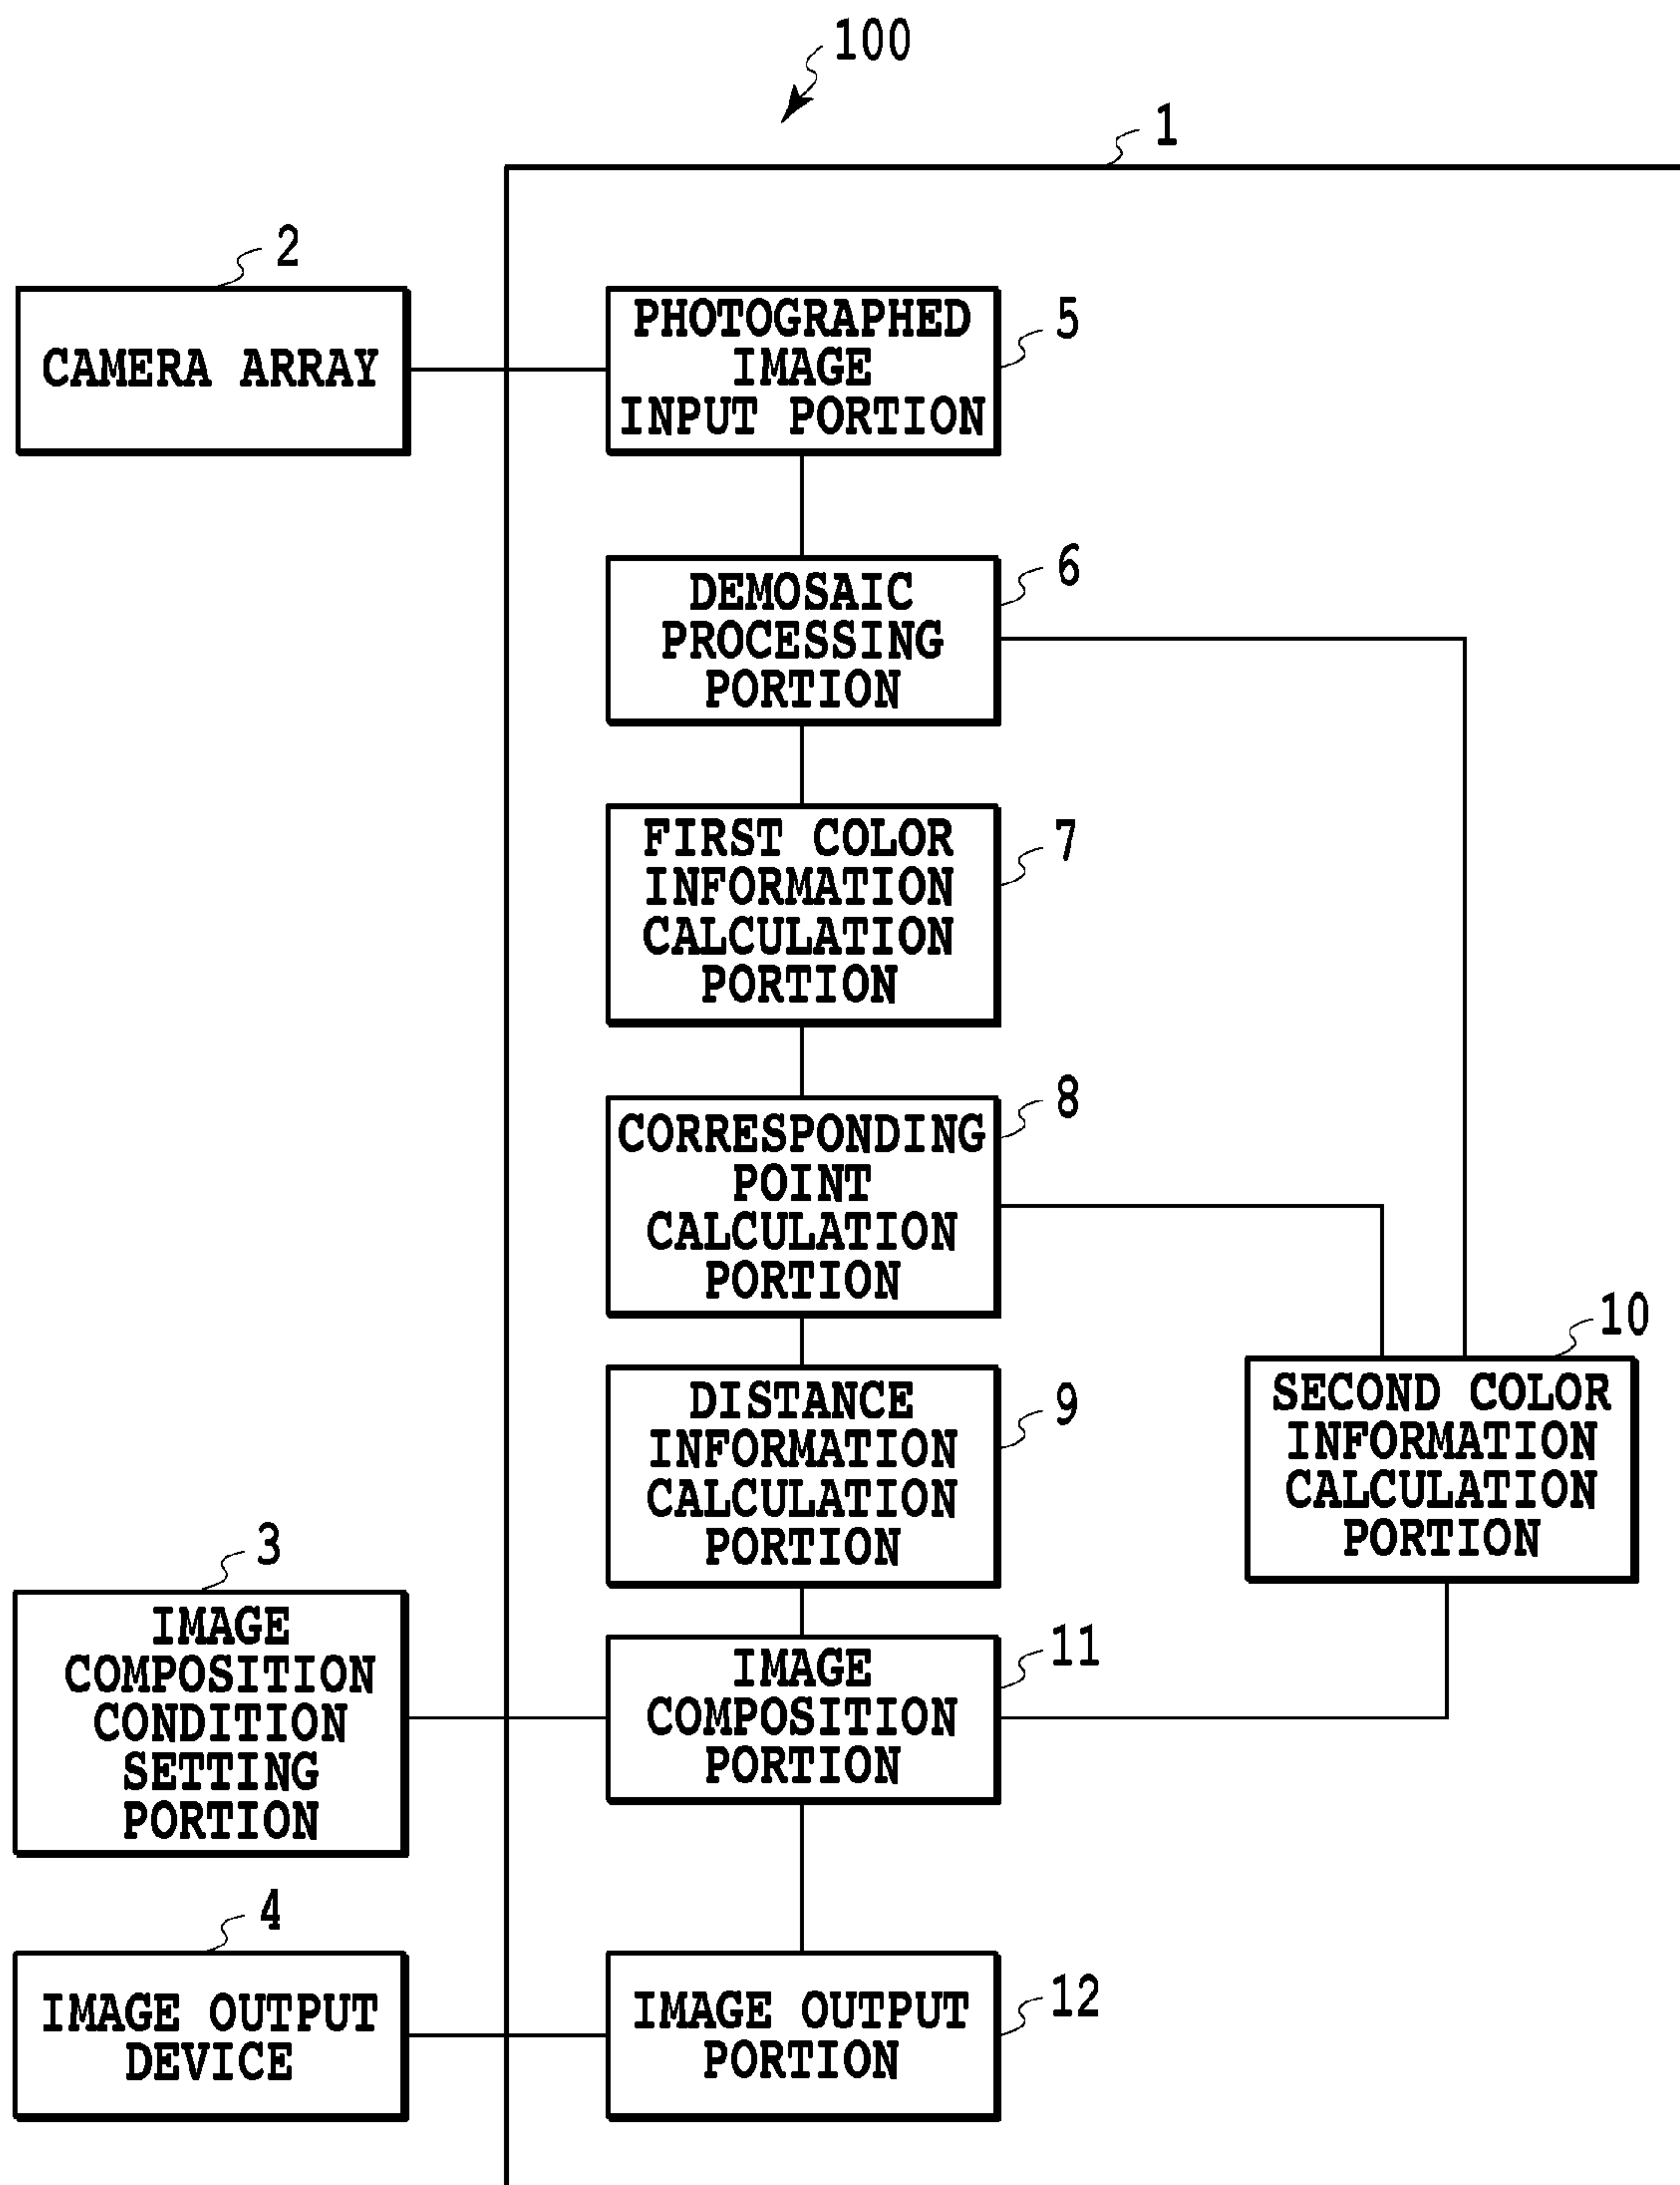 100
1
2
CAMERA ARRAY
PHOTOGRAPHED
IMAGE
INPUT PORTION
5
DEMOSAIC
PROCESSING
PORTION
6
FIRST COLOR
INFORMATION
CALCULATION
PORTION
7
CORRESPONDING
POINT
CALCULATION
PORTION
8
DISTANCE
INFORMATION
CALCULATION
PORTION
9
10
SECOND COLOR
INFORMATION
CALCULATION
PORTION
3
IMAGE
COMPOSITION
CONDITION
SETTING
PORTION
IMAGE
COMPOSITION
PORTION
11
4
IMAGE OUTPUT
DEVICE
IMAGE OUTPUT
PORTION
12